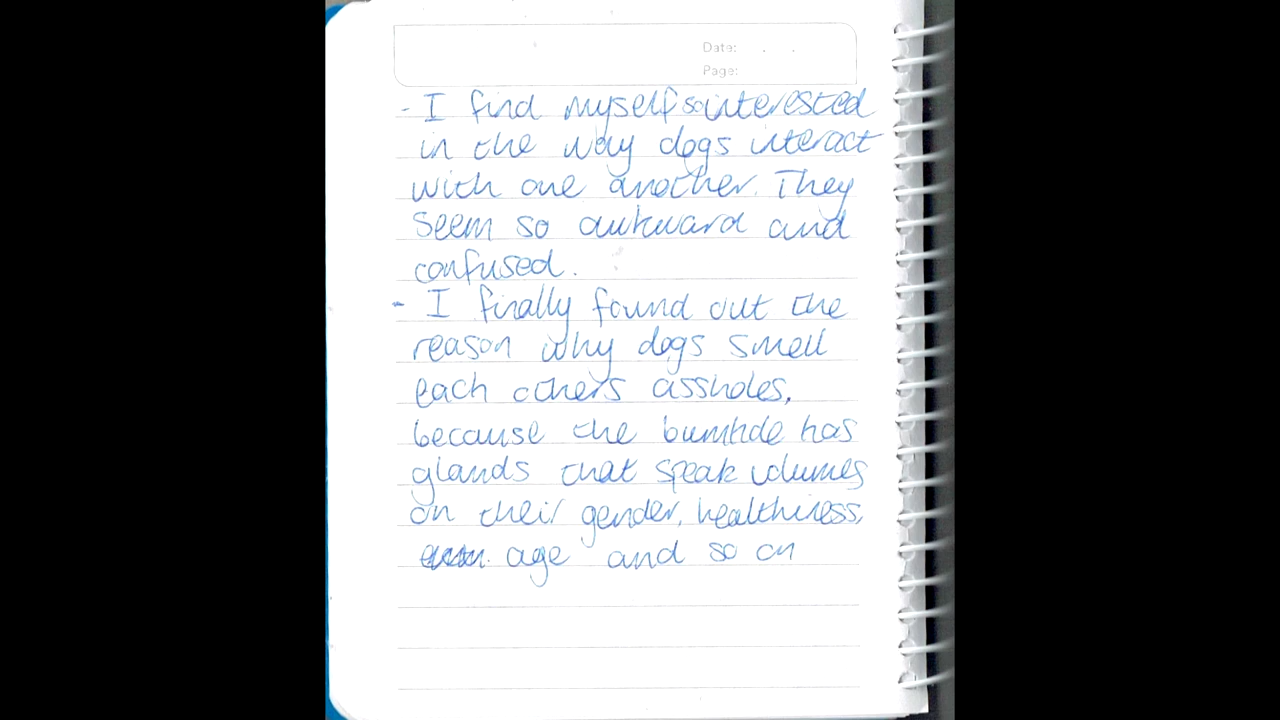 Date: . .
Page:
- I find myself so interested
in the way dogs interact
with one another. They
seem so awkward and
confused.
- I finally found out the
reason why dogs smell
each others assholes,
because the bumhole has
glands that speak volumes
on their gender, healthiness,
age and so on